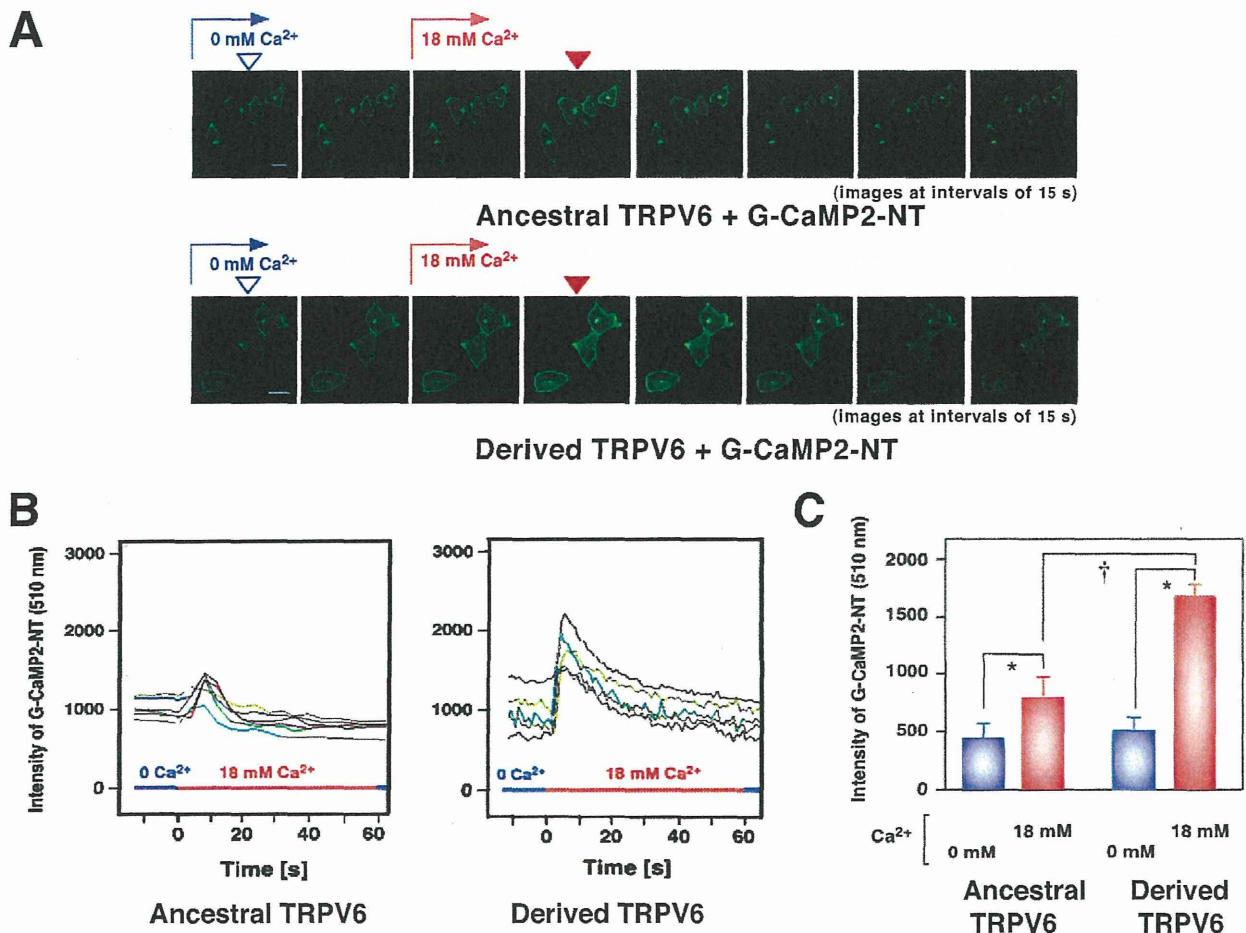 A
0 mM Ca²⁺
18 mM Ca²⁺
(images at intervals of 15 s)
Ancestral TRPV6 + G-CaMP2-NT
0 mM Ca²⁺
18 mM Ca²⁺
(images at intervals of 15 s)
Derived TRPV6 + G-CaMP2-NT
B
Intensity of G-CaMP2-NT (510 nm)
3000
2000
1000
0
0 Ca²⁺
18 mM Ca²⁺
0 20 40 60
Time [s]
Ancestral TRPV6
3000
2000
1000
0
0 Ca²⁺
18 mM Ca²⁺
0 20 40 60
Time [s]
Derived TRPV6
C
Intensity of G-CaMP2-NT (510 nm)
2000
1500
1000
500
0
*
†
*
Ca²⁺
0 mM
18 mM
0 mM
18 mM
Ancestral
TRPV6
Derived
TRPV6